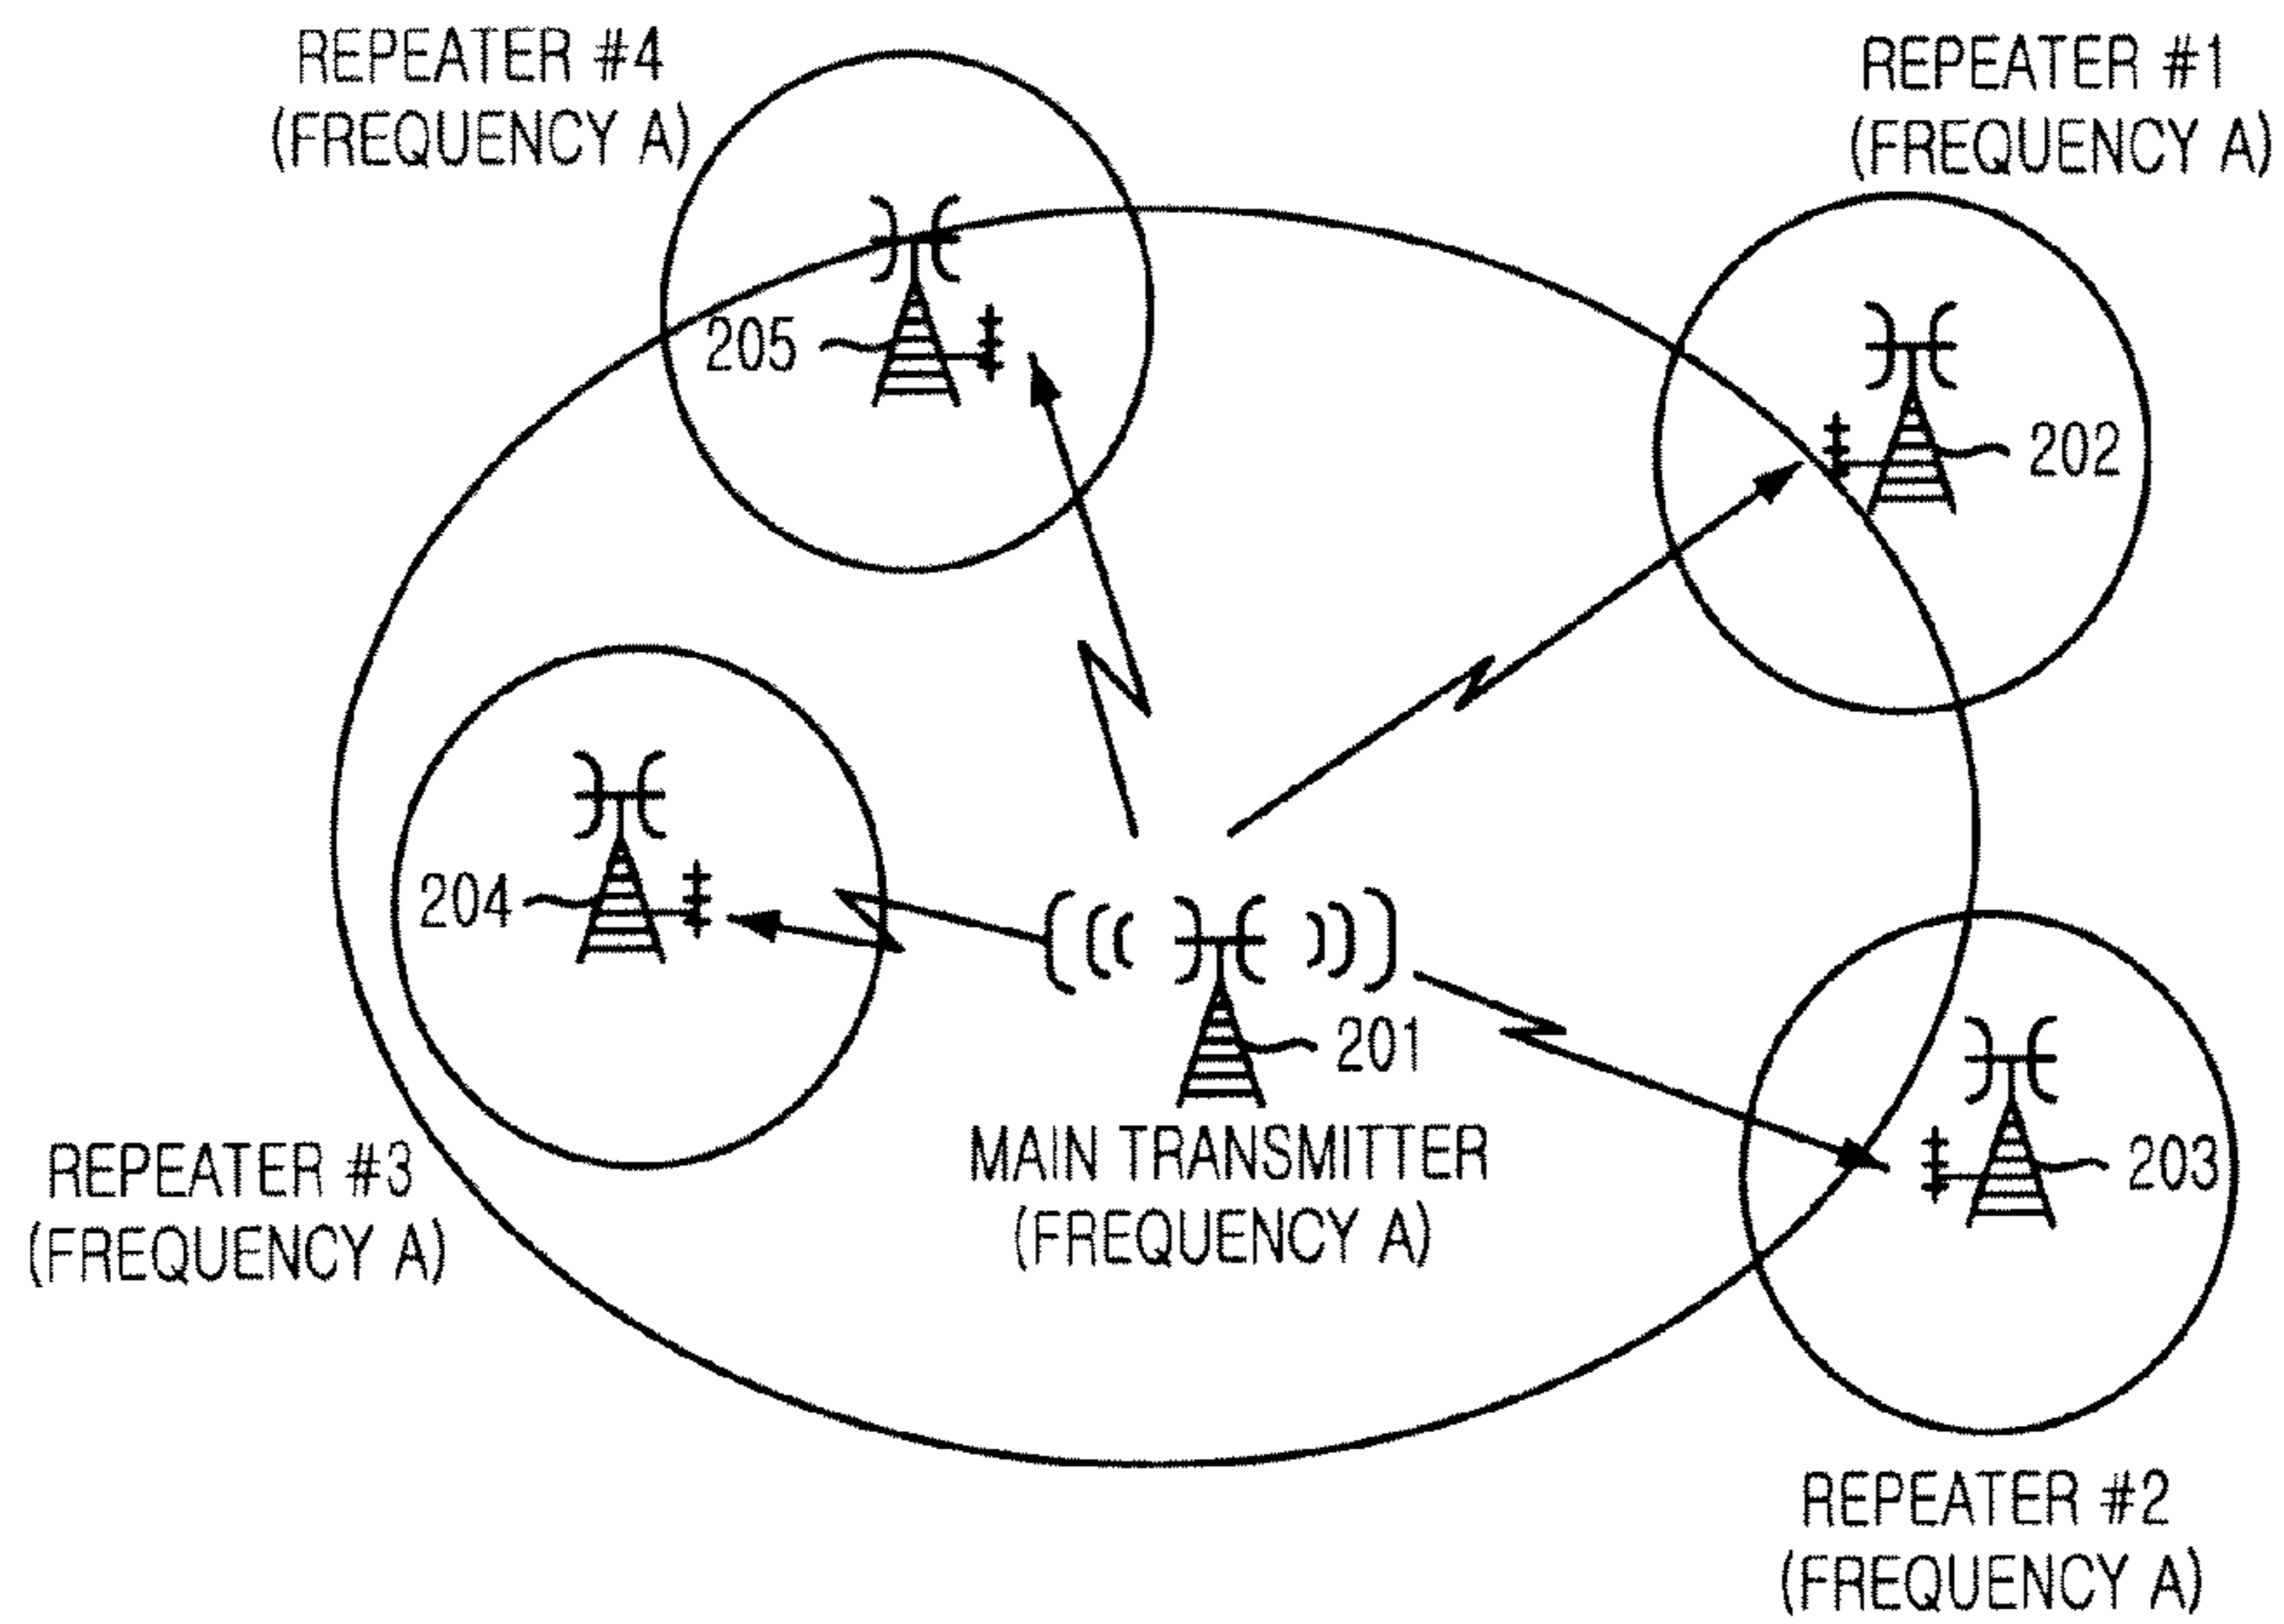 REPEATER #4
(FREQUENCY A)
REPEATER #1
(FREQUENCY A)
205
202
204
201
MAIN TRANSMITTER
(FREQUENCY A)
203
REPEATER #3
(FREQUENCY A)
REPEATER #2
(FREQUENCY A)